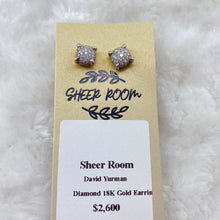 SHEER ROOM
Sheer Room
David Yurman
Diamond 18K Gold Earrin
$2,600